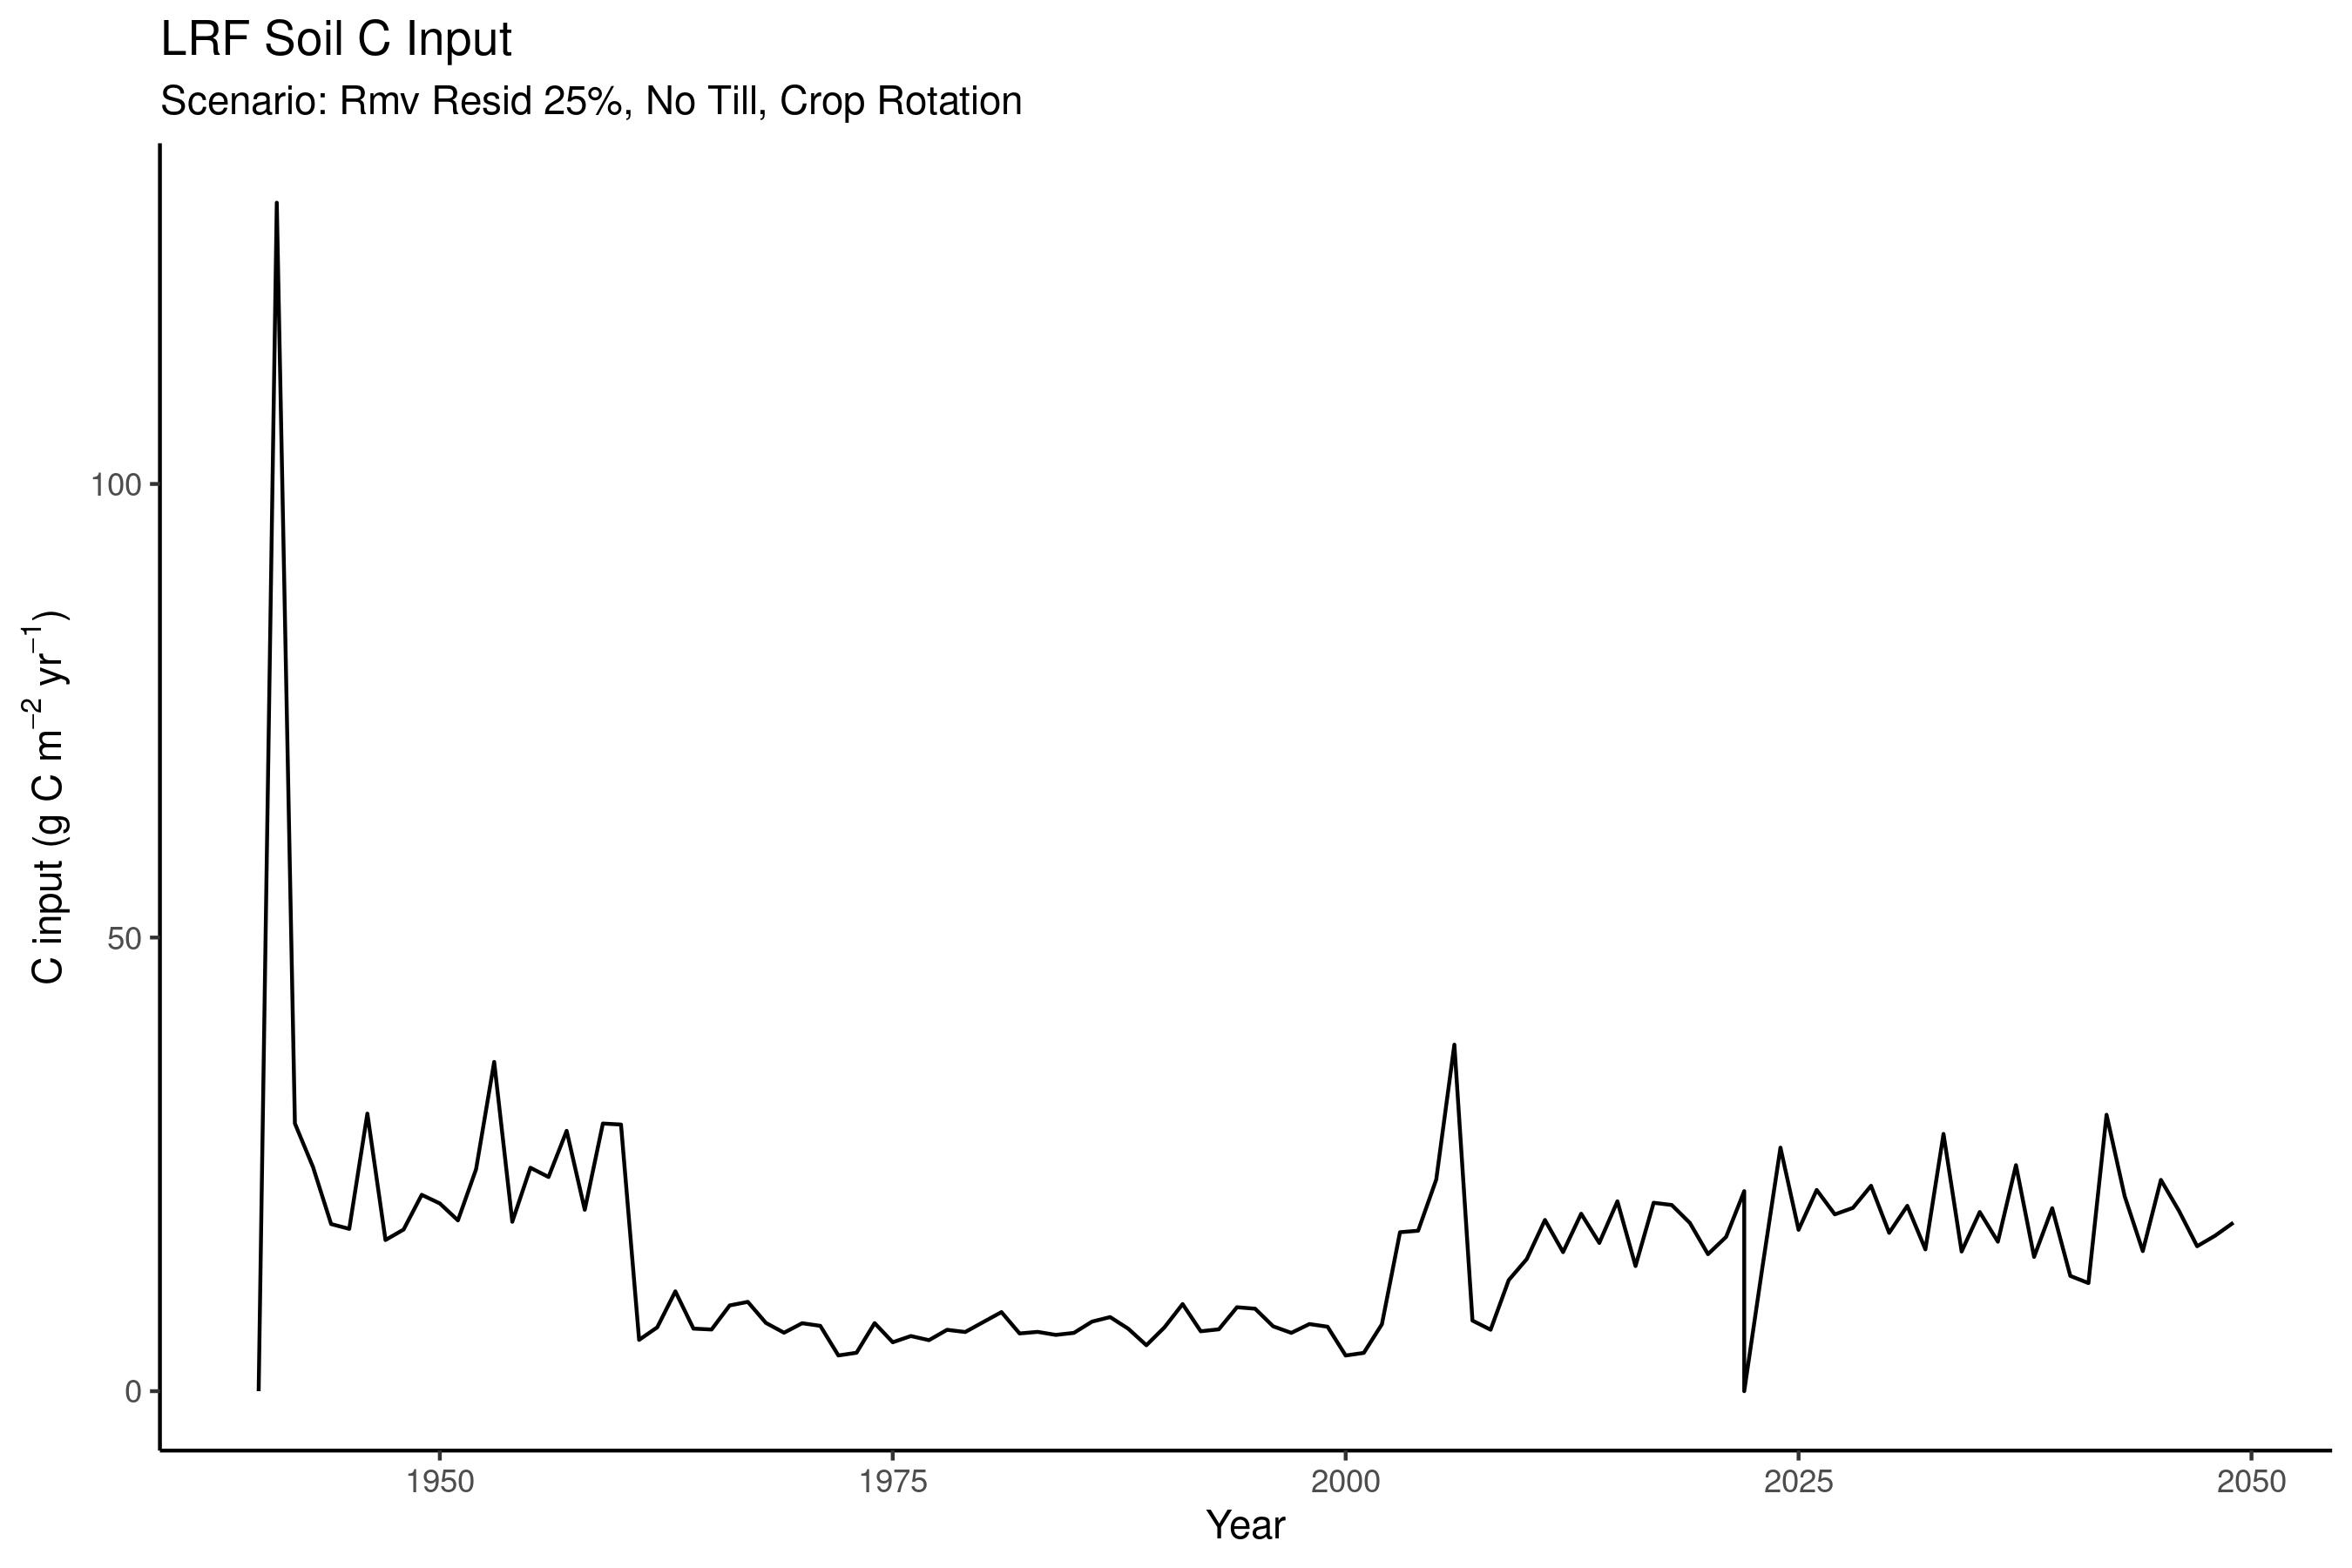 LRF Soil C Input
Scenario: Rmv Resid 25%, No Till, Crop Rotation
C input (g C m⁻² yr⁻¹)
100
50
0
1950 1975 2000 2025 2050
Year